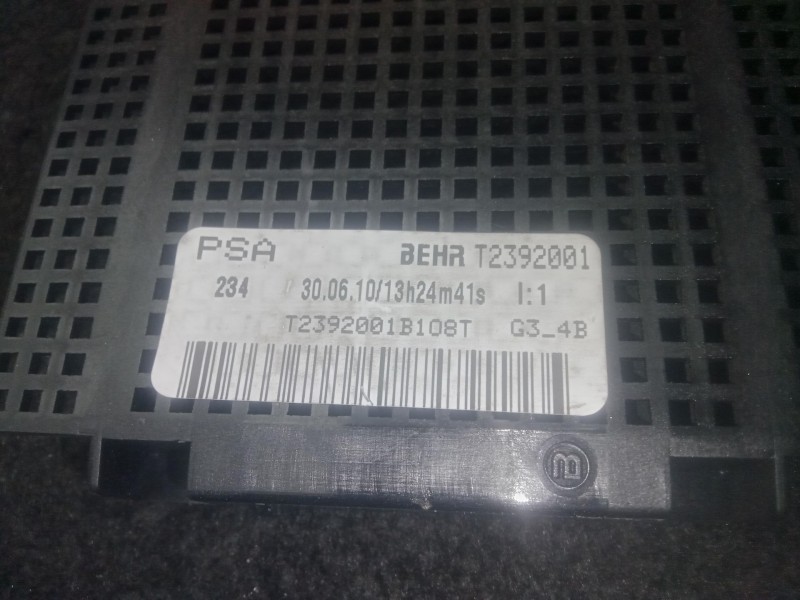 PSA BEHR T2392001
234 30.06.10/13h24m41s I:1
T2392001B108T G3_4B
B